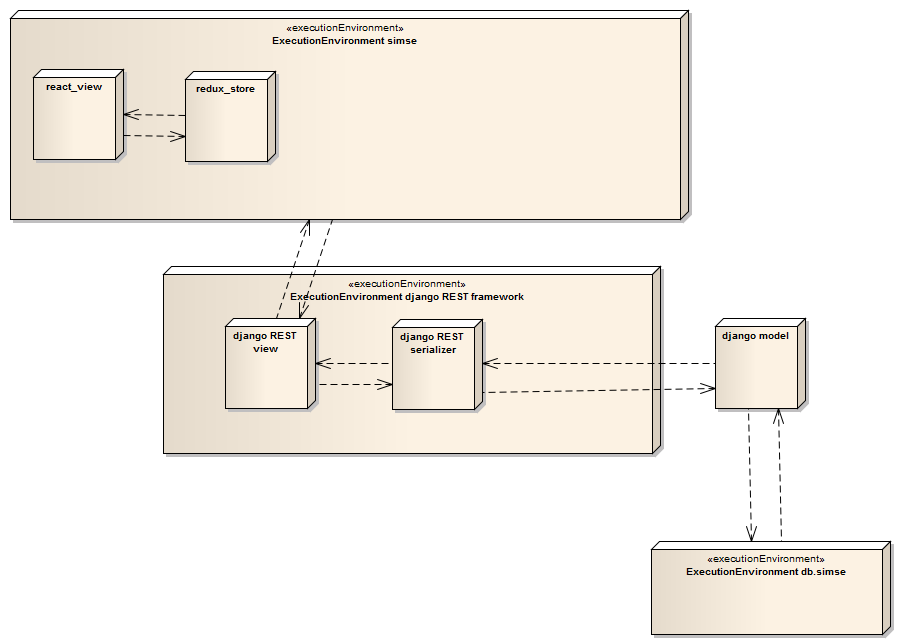 «executionEnvironment»
ExecutionEnvironment simse
react_view
redux_store
«executionEnvironment»
ExecutionEnvironment django REST framework
django REST
view
django REST
serializer
django model
«executionEnvironment»
ExecutionEnvironment db.simse